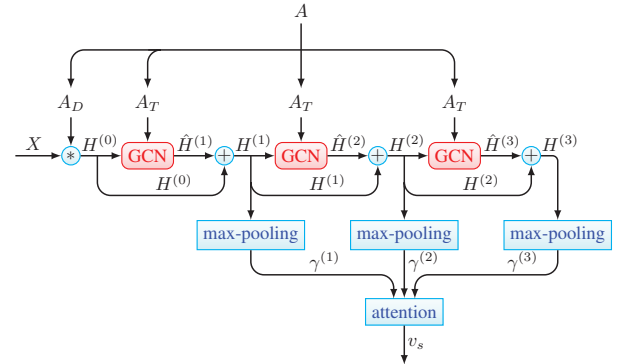 A
A_D A_T A_T A_T
X * H^{(0)} GCN Ĥ^{(1)} + H^{(1)} GCN Ĥ^{(2)} + H^{(2)} GCN Ĥ^{(3)} + H^{(3)}
H^{(0)} H^{(1)} H^{(2)}
max-pooling max-pooling max-pooling
γ^{(1)} γ^{(2)} γ^{(3)}
attention
v_s